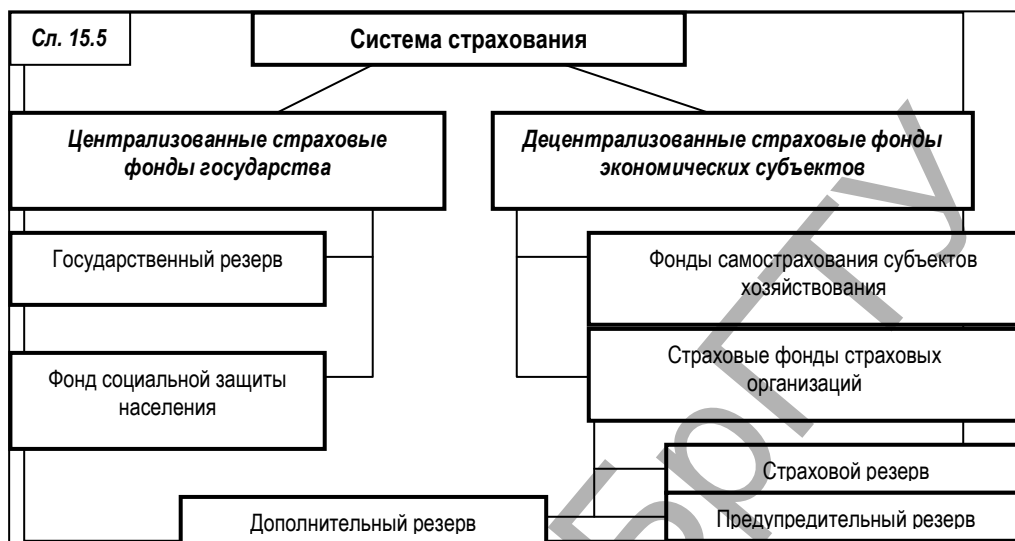 Сл. 15.5
Система страхования
Централизованные страховые
фонды государства
Децентрализованные страховые фонды
экономических субъектов
Государственный резерв
Фонды самострахования субъектов
хозяйствования
Фонд социальной защиты
населения
Страховые фонды страховых
организаций
Страховой резерв
Дополнительный резерв
Предупредительный резерв
БрГТУ